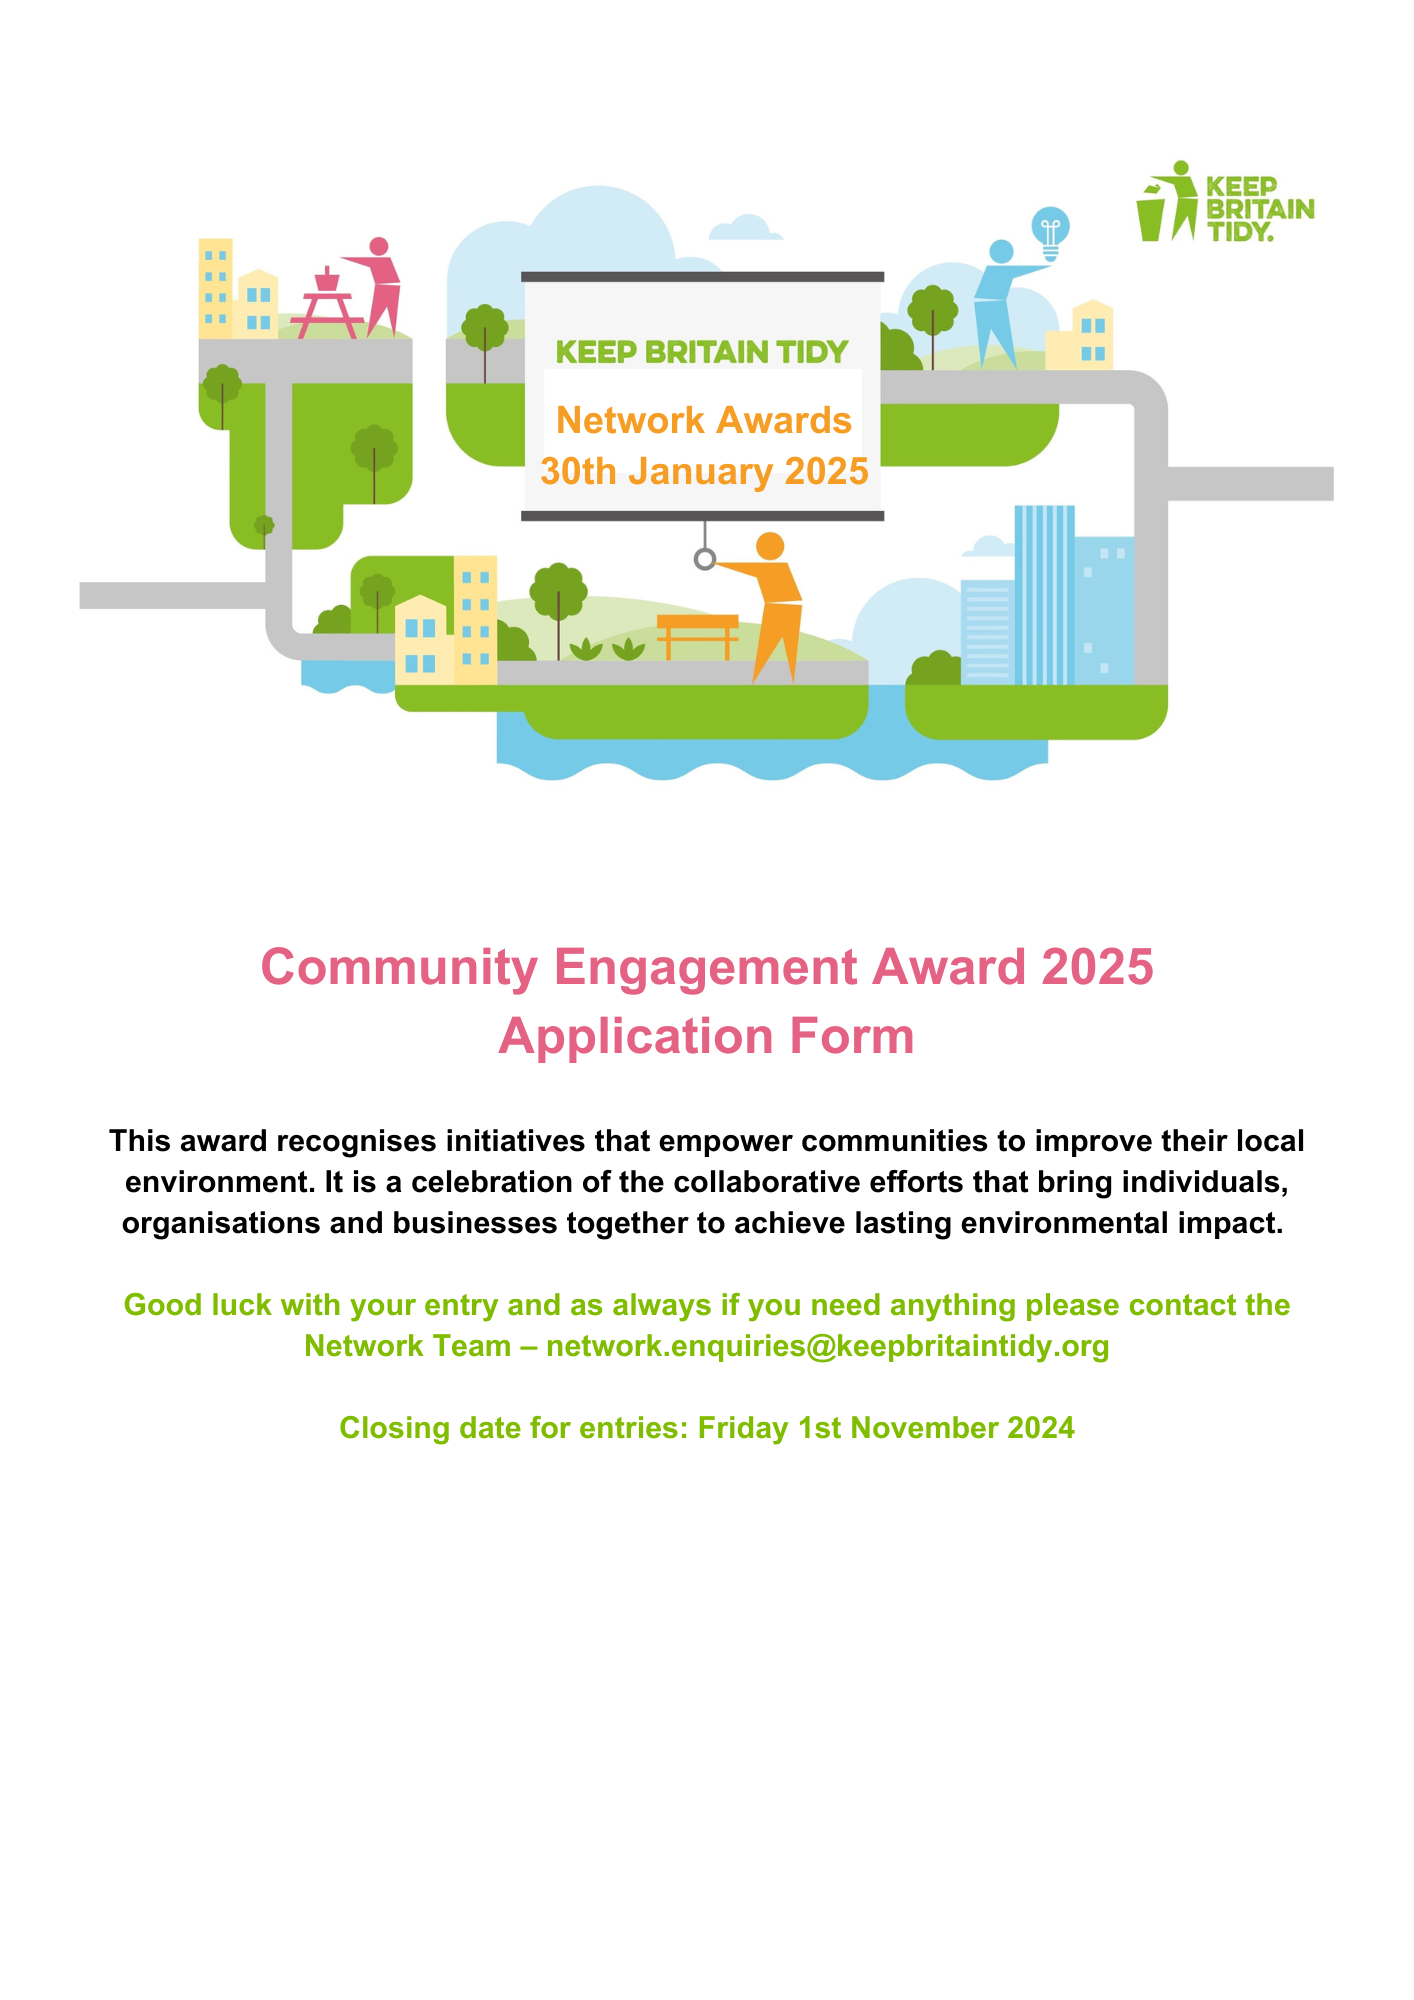 KEEP
BRITAIN
TIDY.
KEEP BRITAIN TIDY
Network Awards
30th January 2025
Community Engagement Award 2025
Application Form
This award recognises initiatives that empower communities to improve their local
environment. It is a celebration of the collaborative efforts that bring individuals,
organisations and businesses together to achieve lasting environmental impact.
Good luck with your entry and as always if you need anything please contact the
Network Team – network.enquiries@keepbritaintidy.org
Closing date for entries: Friday 1st November 2024